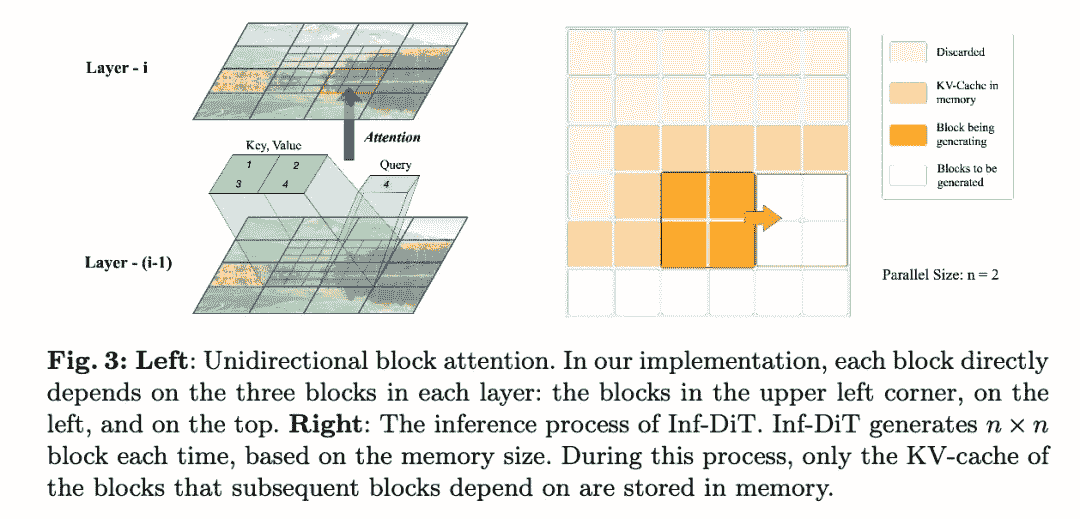 Layer - i
Attention
Key, Value
Query
1 2
3 4
4
Layer - (i-1)
Discarded
KV-Cache in
memory
Block being
generating
Blocks to be
generated
Parallel Size: n = 2
Fig. 3: Left: Unidirectional block attention. In our implementation, each block directly
depends on the three blocks in each layer: the blocks in the upper left corner, on the
left, and on the top. Right: The inference process of Inf-DiT. Inf-DiT generates n × n
block each time, based on the memory size. During this process, only the KV-cache of
the blocks that subsequent blocks depend on are stored in memory.